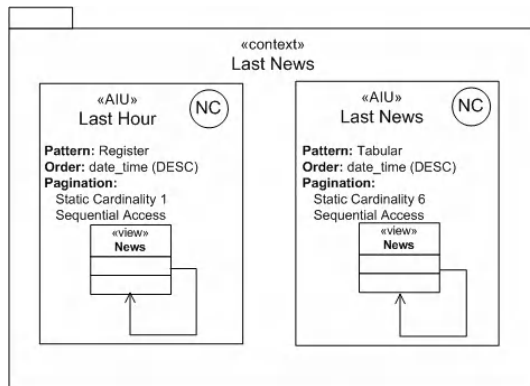 «context»
Last News
«AIU»
Last Hour
NC
Pattern: Register
Order: date_time (DESC)
Pagination:
Static Cardinality 1
Sequential Access
«view»
News
«AIU»
Last News
NC
Pattern: Tabular
Order: date_time (DESC)
Pagination:
Static Cardinality 6
Sequential Access
«view»
News